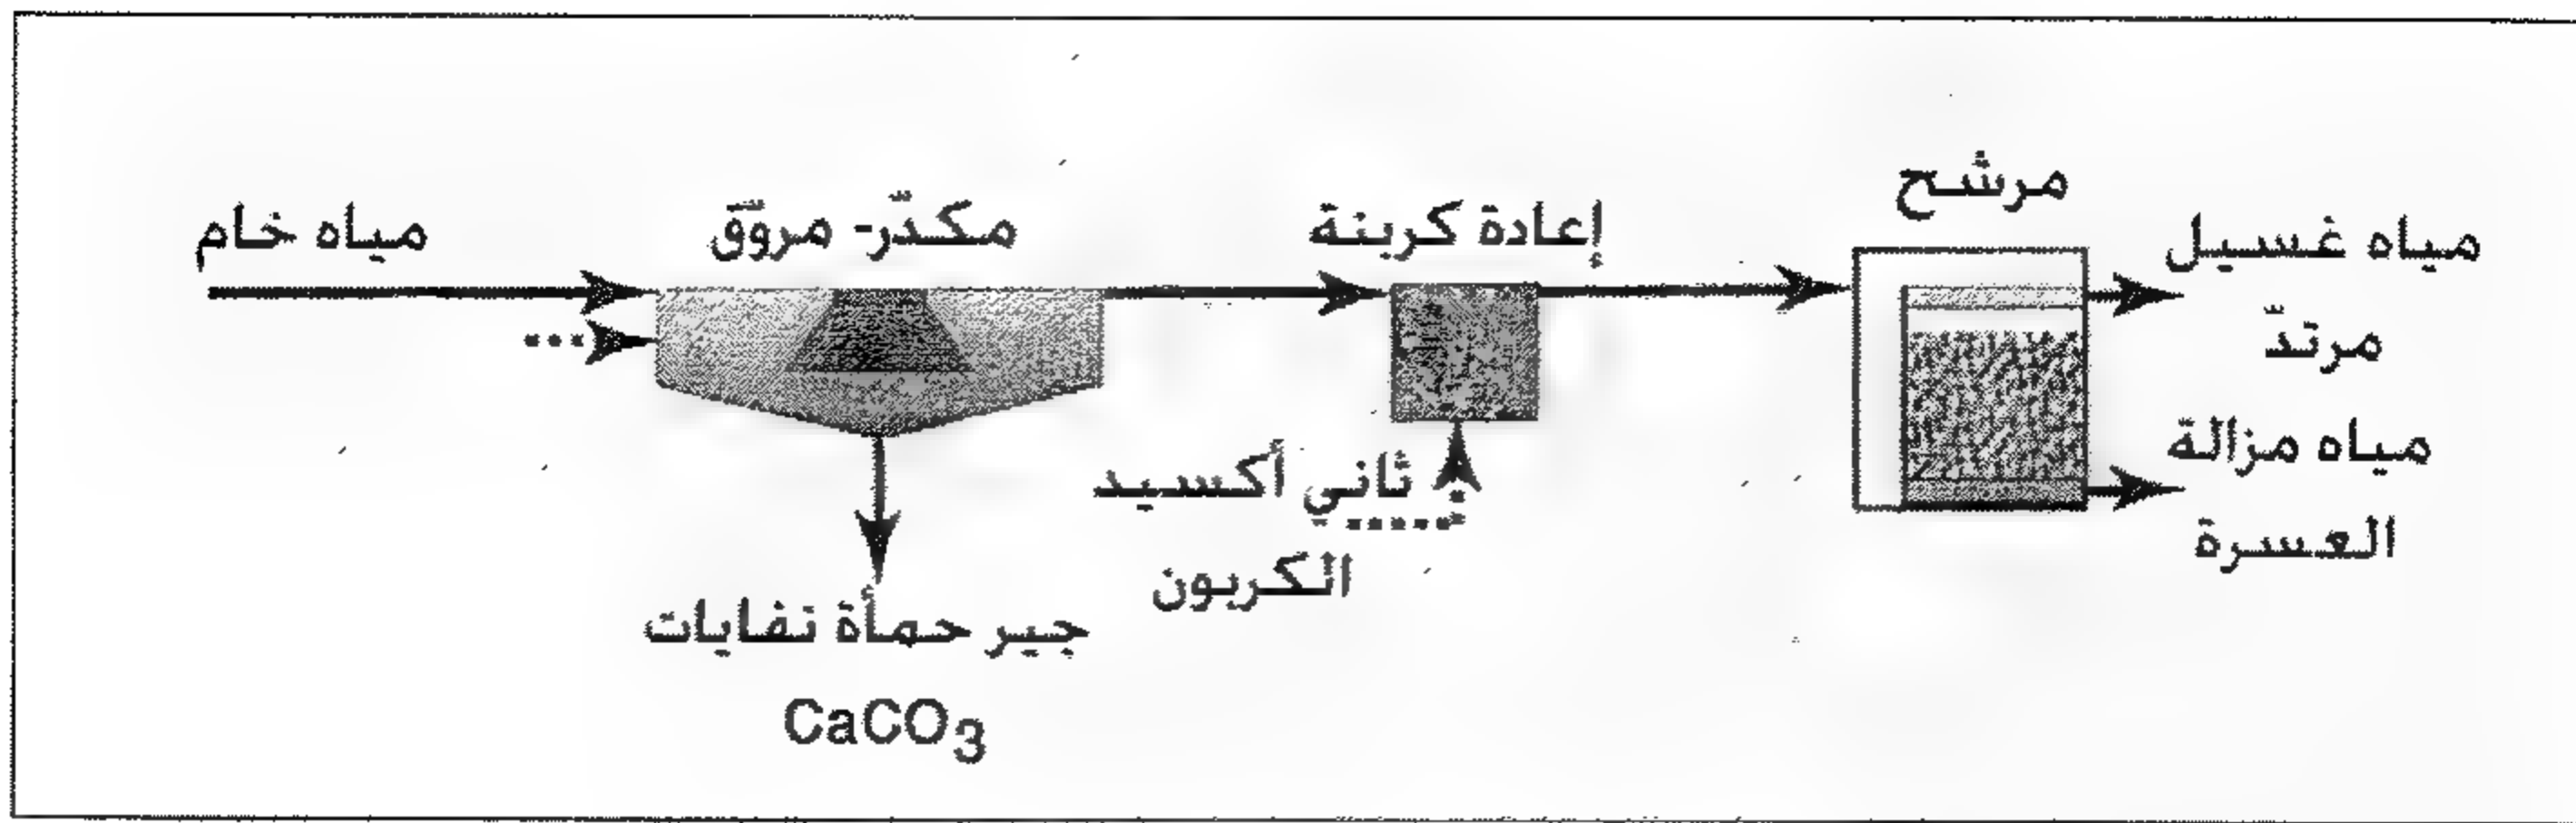 مياه خام
مكدّر- مروّق
إعادة كربنة
مرشح
مياه غسيل
مرتدّ
مياه مزالة
العسرة
ثاني أكسيد
الكربون
جير حمأة نفايات
CaCO3